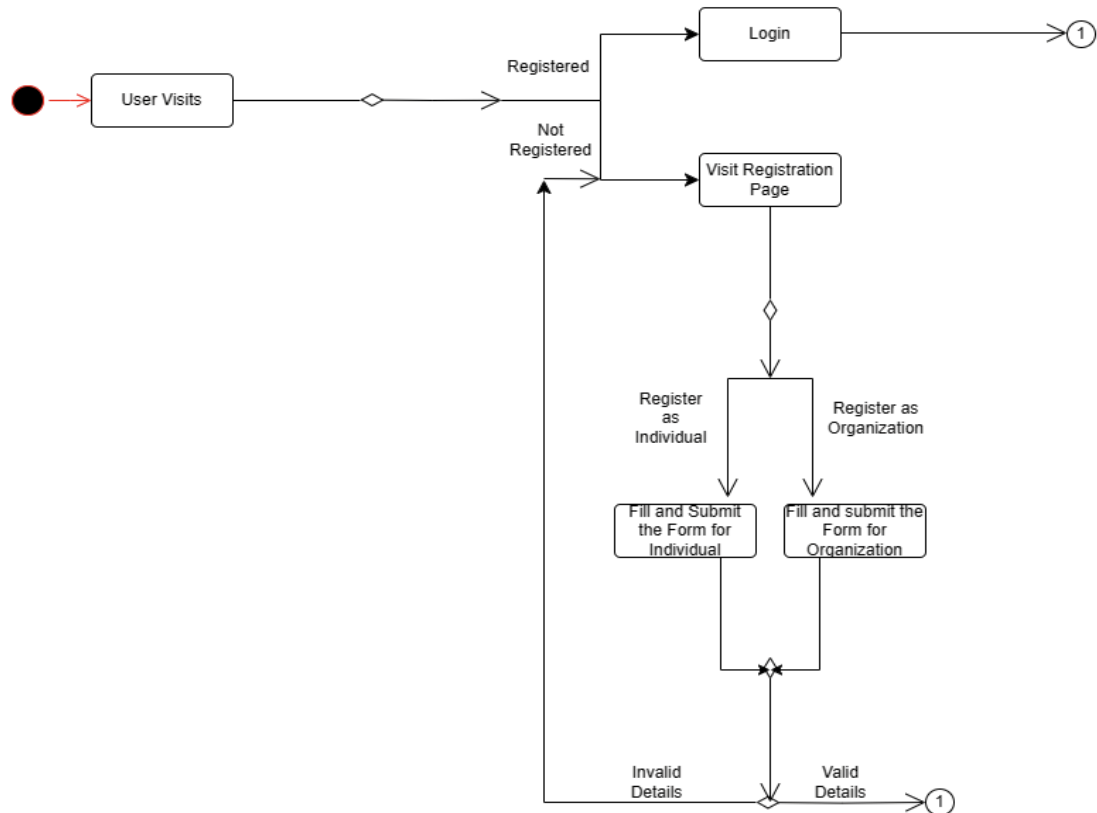 Login
1
Registered
User Visits
Not
Registered
Visit Registration
Page
Register
as
Individual
Register as
Organization
Fill and Submit
the Form for
Individual
Fill and submit the
Form for
Organization
Invalid
Details
Valid
Details
1